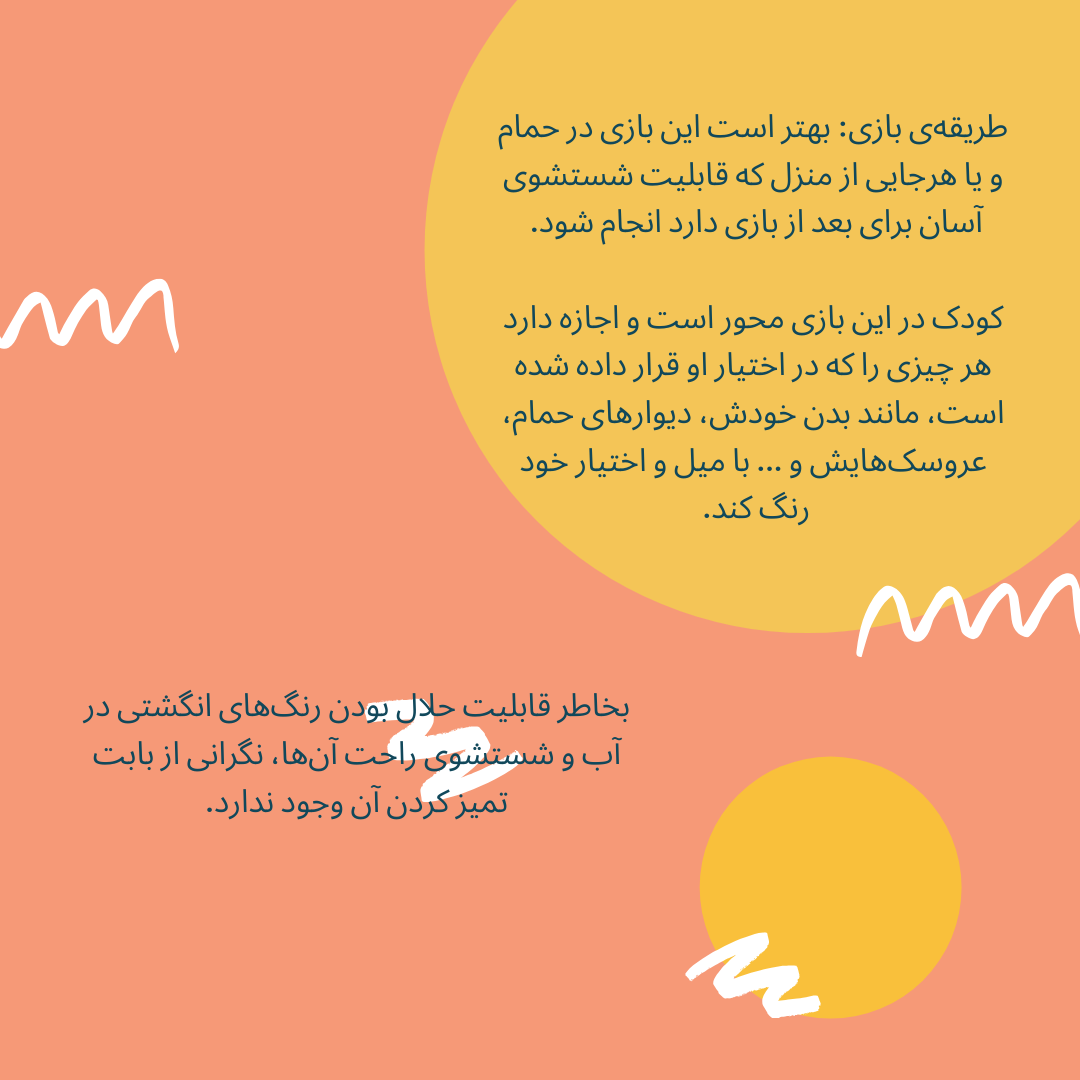 طریقه‌ی بازی: بهتر است این بازی در حمام
و یا هرجایی از منزل که قابلیت شستشوی
آسان برای بعد از بازی دارد انجام شود.
کودک در این بازی محور است و اجازه دارد
هر چیزی را که در اختیار او قرار داده شده
است، مانند بدن خودش، دیوارهای حمام،
عروسک‌هایش و ... با میل و اختیار خود
رنگ کند.
بخاطر قابلیت حلال بودن رنگ‌های انگشتی در
آب و شستشوی راحت آن‌ها، نگرانی از بابت
تمیز کردن آن وجود ندارد.